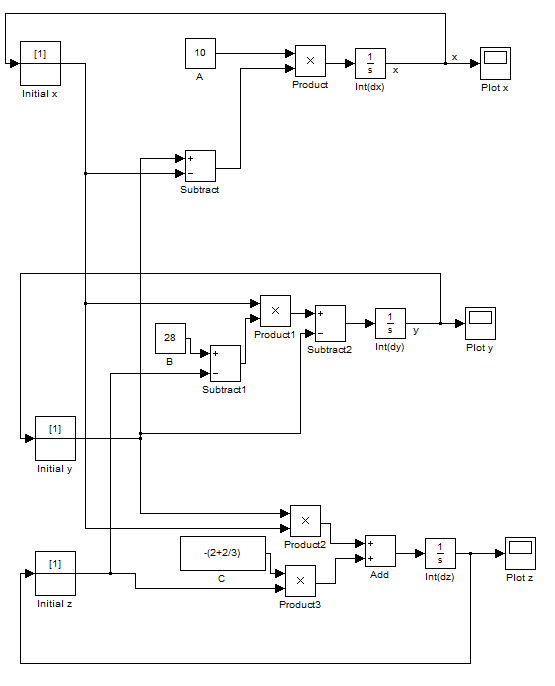 x
[1]
Initial x
10
A
×
Product
1
s
Int(dx)
x
Plot x
+
−
Subtract
28
B
×
Product1
+
−
Subtract1
+
−
Subtract2
1
s
Int(dy)
y
Plot y
[1]
Initial y
×
Product2
-(2+2/3)
C
×
Product3
+
+
Add
1
s
Int(dz)
Plot z
[1]
Initial z